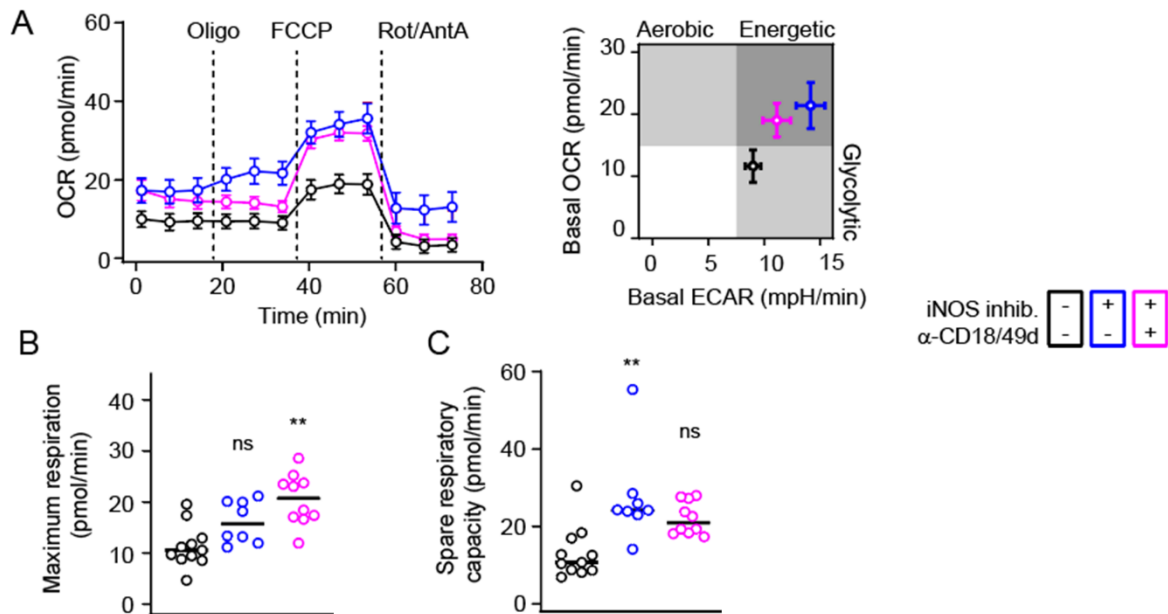 A
60
40
20
0
OCR (pmol/min)
Oligo
FCCP
Rot/AntA
0
20
40
60
80
Time (min)
Aerobic
Energetic
30
20
10
0
Basal OCR (pmol/min)
Glycolytic
0
5
10
15
Basal ECAR (mpH/min)
iNOS inhib. - + +
α-CD18/49d - - +
B
40
30
20
10
0
Maximum respiration
(pmol/min)
ns
**
C
60
40
20
0
Spare respiratory
capacity (pmol/min)
**
ns